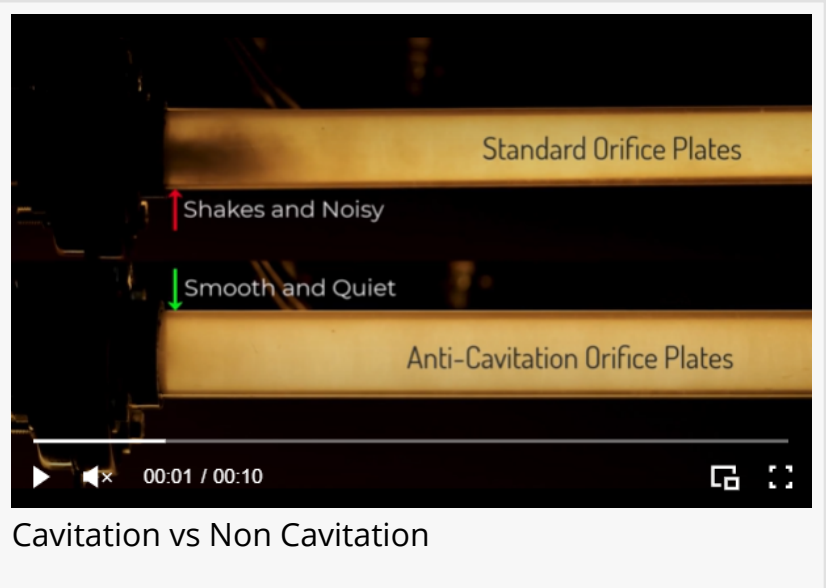 Standard Orifice Plates
Shakes and Noisy
Smooth and Quiet
Anti-Cavitation Orifice Plates
00:01 / 00:10
Cavitation vs Non Cavitation